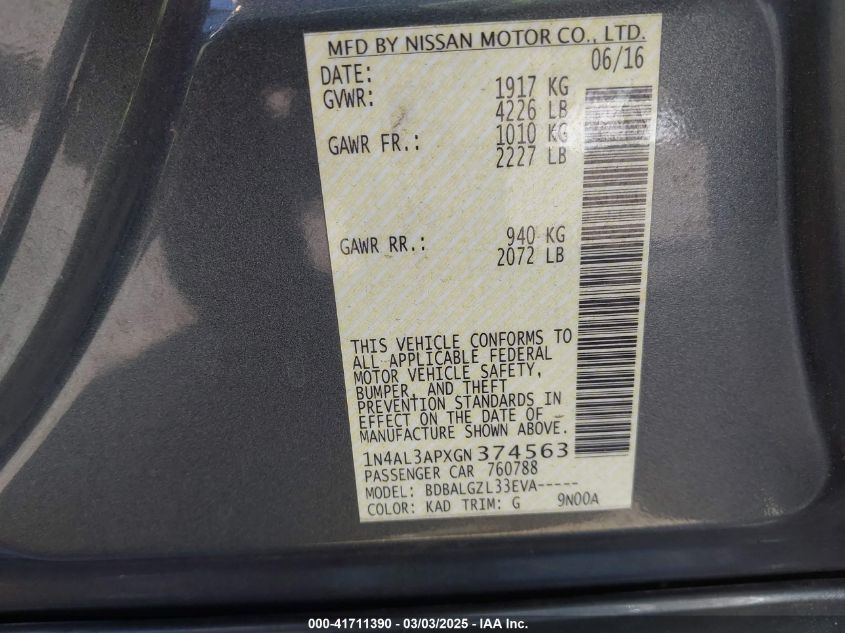 MFD BY NISSAN MOTOR CO., LTD.
DATE: 06/16
GVWR: 1917 KG
4226 LB
GAWR FR.: 1010 KG
2227 LB
GAWR RR.: 940 KG
2072 LB
THIS VEHICLE CONFORMS TO
ALL APPLICABLE FEDERAL
MOTOR VEHICLE SAFETY,
BUMPER, AND THEFT
PREVENTION STANDARDS IN
EFFECT ON THE DATE OF
MANUFACTURE SHOWN ABOVE.
1N4AL3APXGN374563
PASSENGER CAR 760788
MODEL: BDBALGZL33EVA-----
COLOR: KAD TRIM: G 9N00A
000-41711390 - 03/03/2025 - IAA Inc.